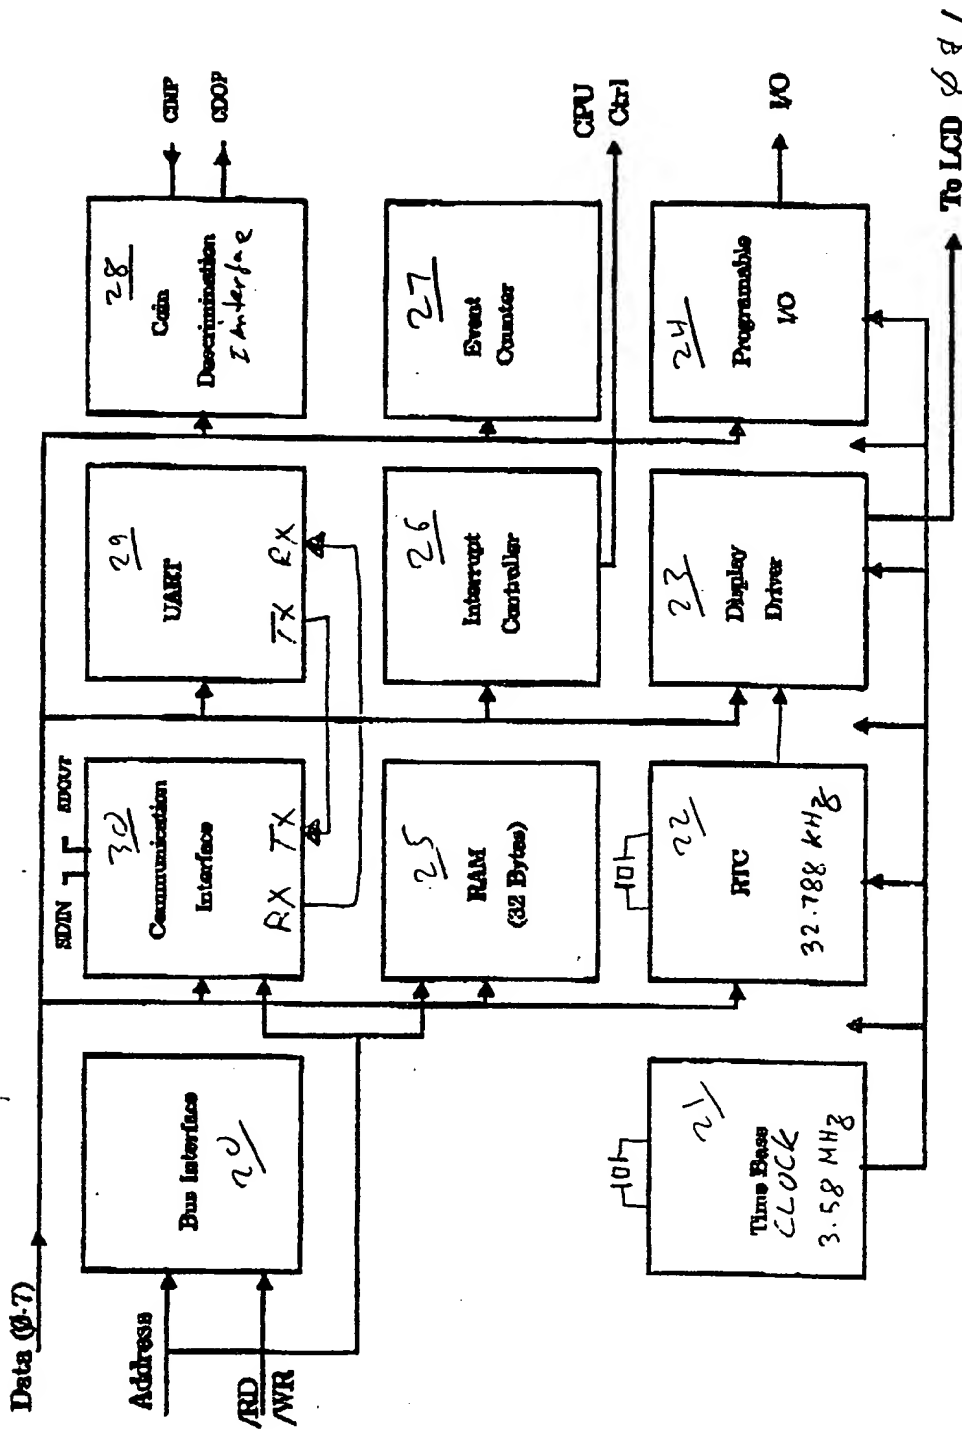 Data (Ø-7)
Address
/RD
/WR
Bus Interface
20
SDIN
SDOUT
30
Communication
Interface
RX TX
29
UART
TX RX
28
Coin
Descrimination
Interface
CDIP
CDOP
25
RAM
(32 Bytes)
26
Interrupt
Controller
27
Event
Counter
CPU
Ctrl
21
Time Base
CLOCK
3.58 MHz
22
RTC
32.788 kHz
23
Display
Driver
24
Programable
I/O
I/O
To LCD